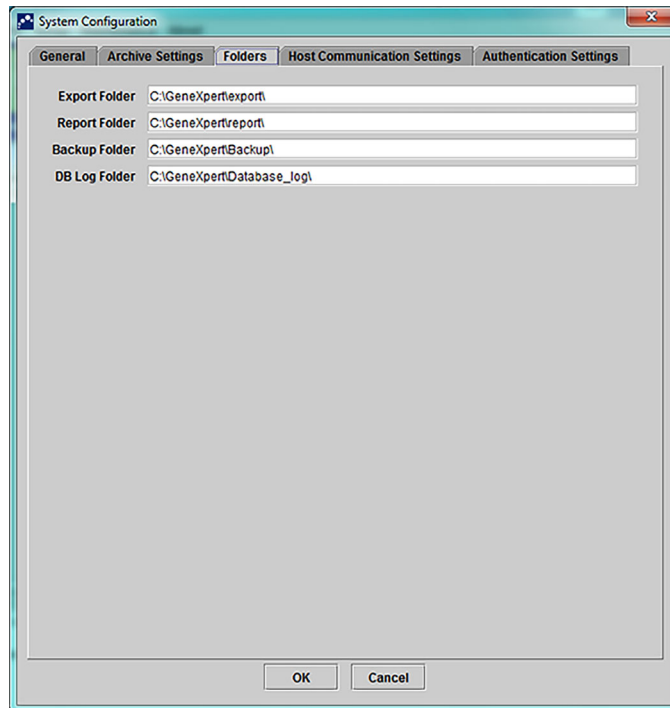 System Configuration
General Archive Settings Folders Host Communication Settings Authentication Settings
Export Folder C:\GeneXpert\export\
Report Folder C:\GeneXpert\report\
Backup Folder C:\GeneXpert\Backup\
DB Log Folder C:\GeneXpert\Database_log\
OK Cancel